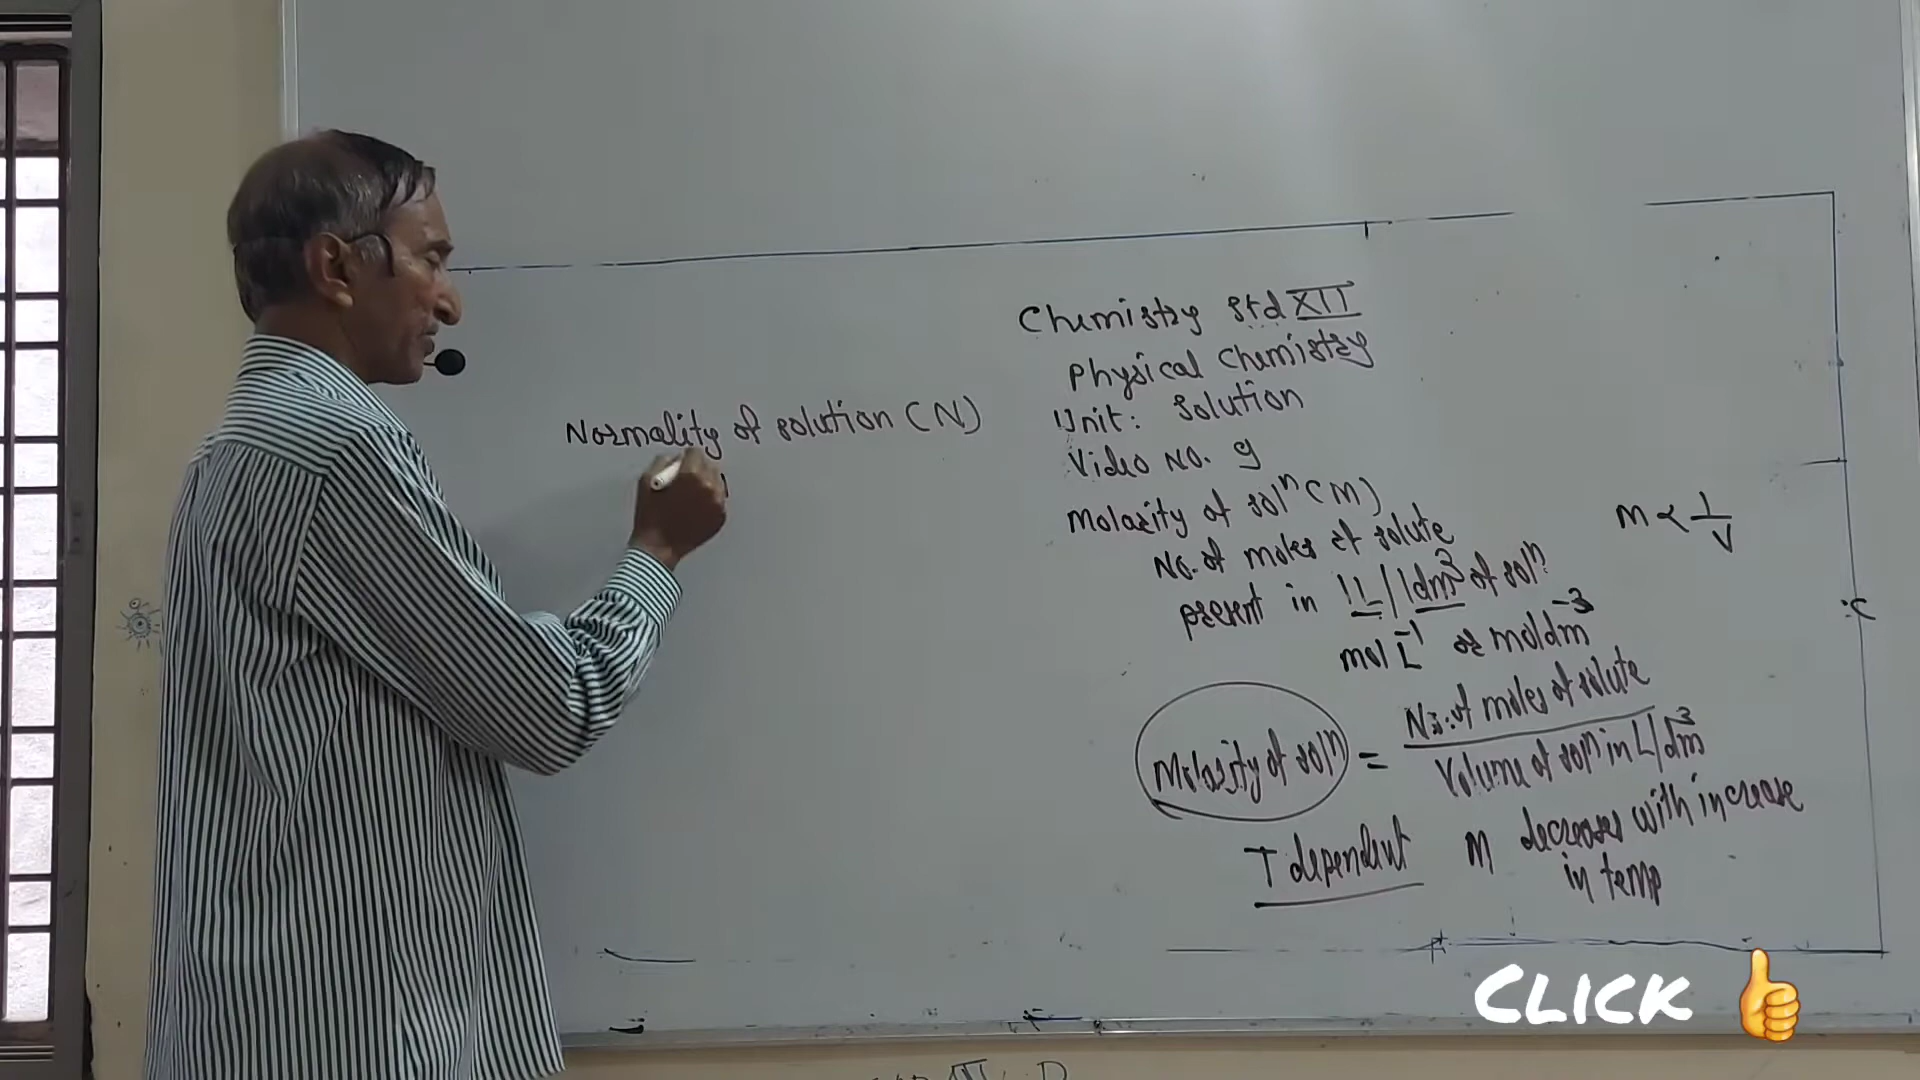 Normality of solution (N)
Chemistry Std XII
Physical Chemistry
Unit: Solution
Video No. 9
Molarity of solⁿ (M)
No. of moles of solute
present in 1L/1dm³ of solⁿ
mol L⁻¹ or mol dm⁻³
M ∝ 1/V
Molarity of solⁿ = No. of moles of solute
Volume of solⁿ in L/dm³
T dependent M decreases with increase
in temp
:C
CLICK